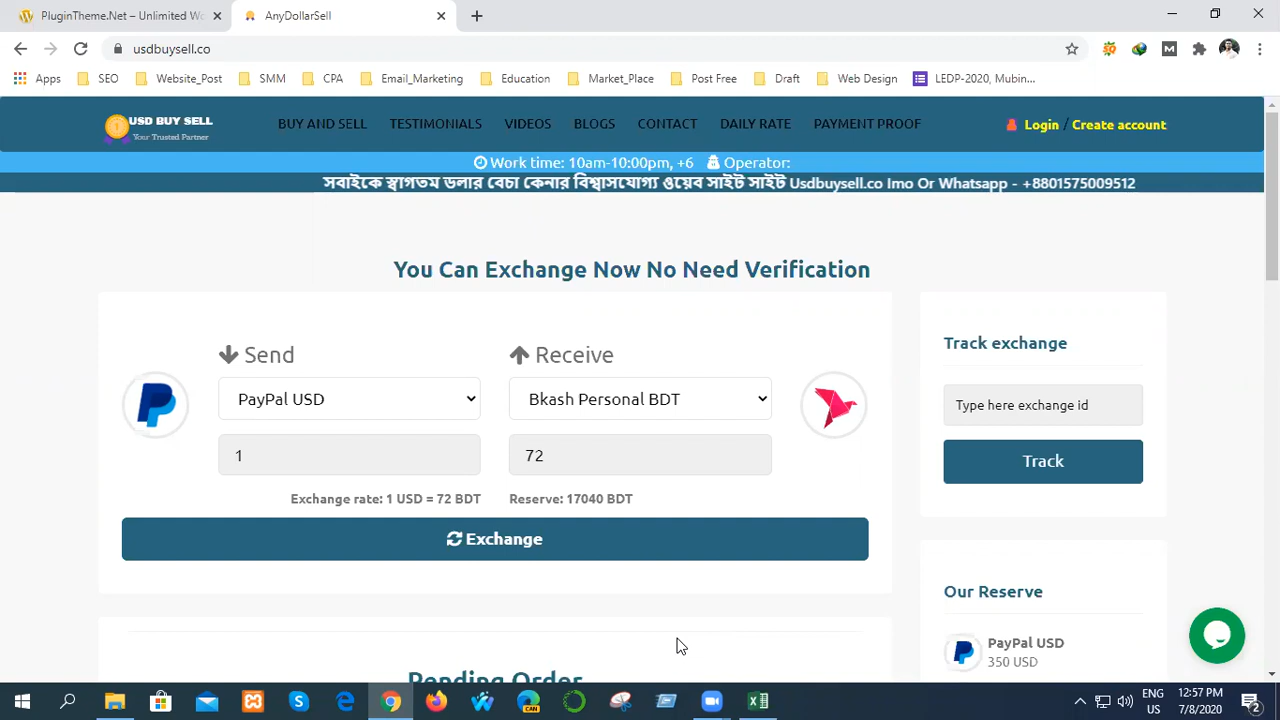 PluginTheme.Net – Unlimited Wo
AnyDollarSell
usdbuysell.co
Apps
SEO
Website_Post
SMM
CPA
Email_Marketing
Education
Market_Place
Post Free
Draft
Web Design
LEDP-2020, Mubin...
USD BUY SELL
Your Trusted Partner
BUY AND SELL
TESTIMONIALS
VIDEOS
BLOGS
CONTACT
DAILY RATE
PAYMENT PROOF
Login / Create account
Work time: 10am-10:00pm, +6 Operator:
সবাইকে স্বাগতম ডলার বেচা কেনার বিশ্বাসযোগ্য ওয়েব সাইট সাইট Usdbuysell.co Imo Or Whatsapp - +8801575009512
You Can Exchange Now No Need Verification
Send
Receive
PayPal USD
Bkash Personal BDT
1
72
Exchange rate: 1 USD = 72 BDT
Reserve: 17040 BDT
Exchange
Track exchange
Type here exchange id
Track
Our Reserve
PayPal USD
350 USD
Pending Order
ENG
US
12:57 PM
7/8/2020
2